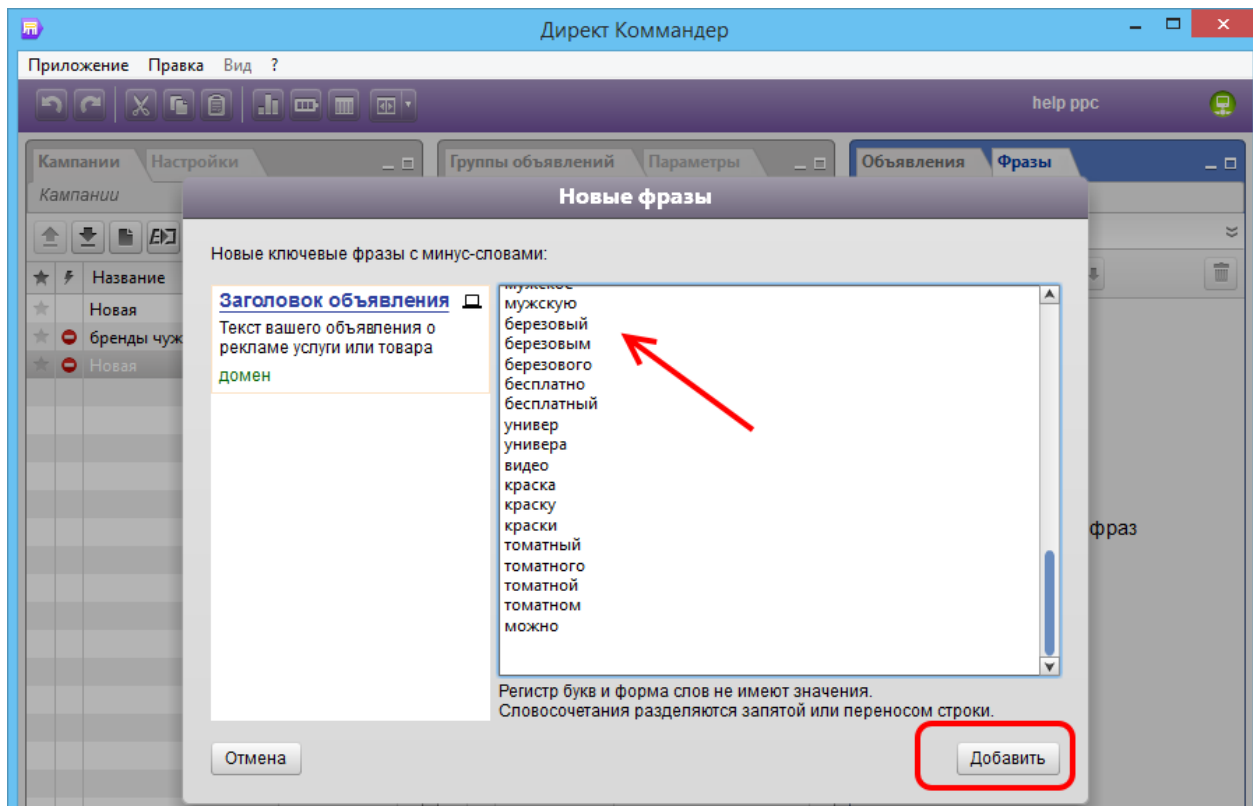 Директ Коммандер
Приложение Правка Вид ?
help ppc
Кампании Настройки Группы объявлений Параметры Объявления Фразы
Кампании
Новые фразы
Новые ключевые фразы с минус-словами:
Название
Новая
бренды чуж
Новая
Заголовок объявления
Текст вашего объявления о
рекламе услуги или товара
домен
мужское
мужскую
березовый
березовым
березового
бесплатно
бесплатный
универ
универа
видео
краска
краску
краски
томатный
томатного
томатной
томатном
можно
фраз
Регистр букв и форма слов не имеют значения.
Словосочетания разделяются запятой или переносом строки.
Отмена Добавить